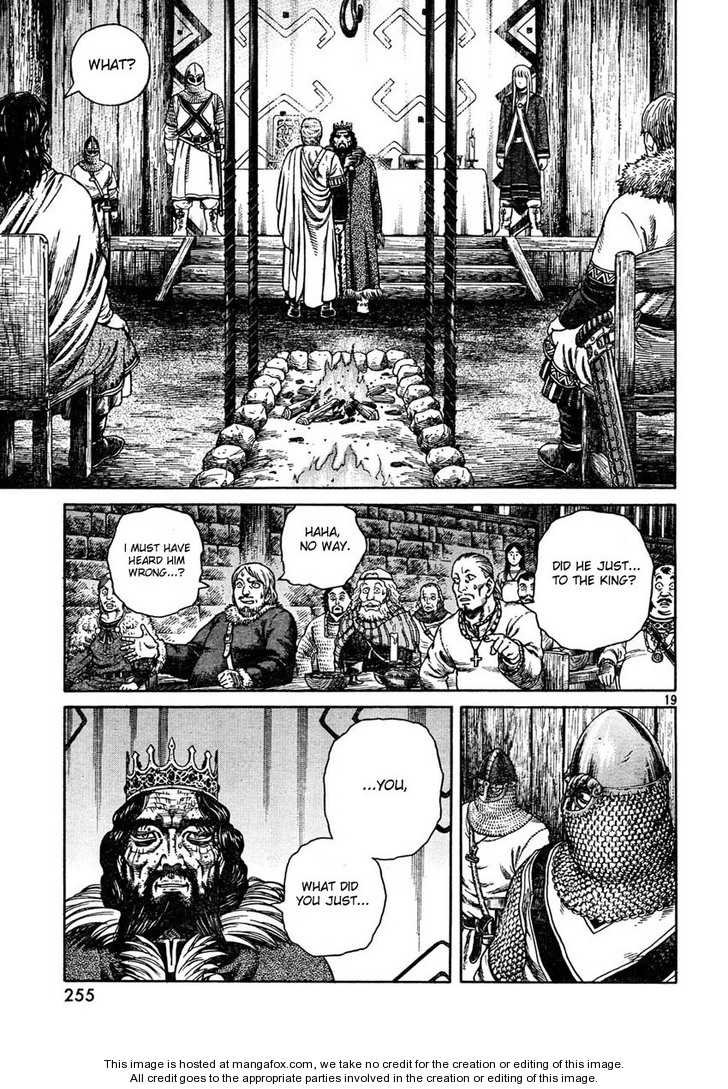 WHAT?
I MUST HAVE
HEARD HIM
WRONG...?
HAHA,
NO WAY.
DID HE JUST...
TO THE KING?
19
...YOU,
WHAT DID
YOU JUST...
255
This image is hosted at mangafox.com, we take no credit for the creation or editing of this image.
All credit goes to the appropriate parties involved in the creation and editing of this image.